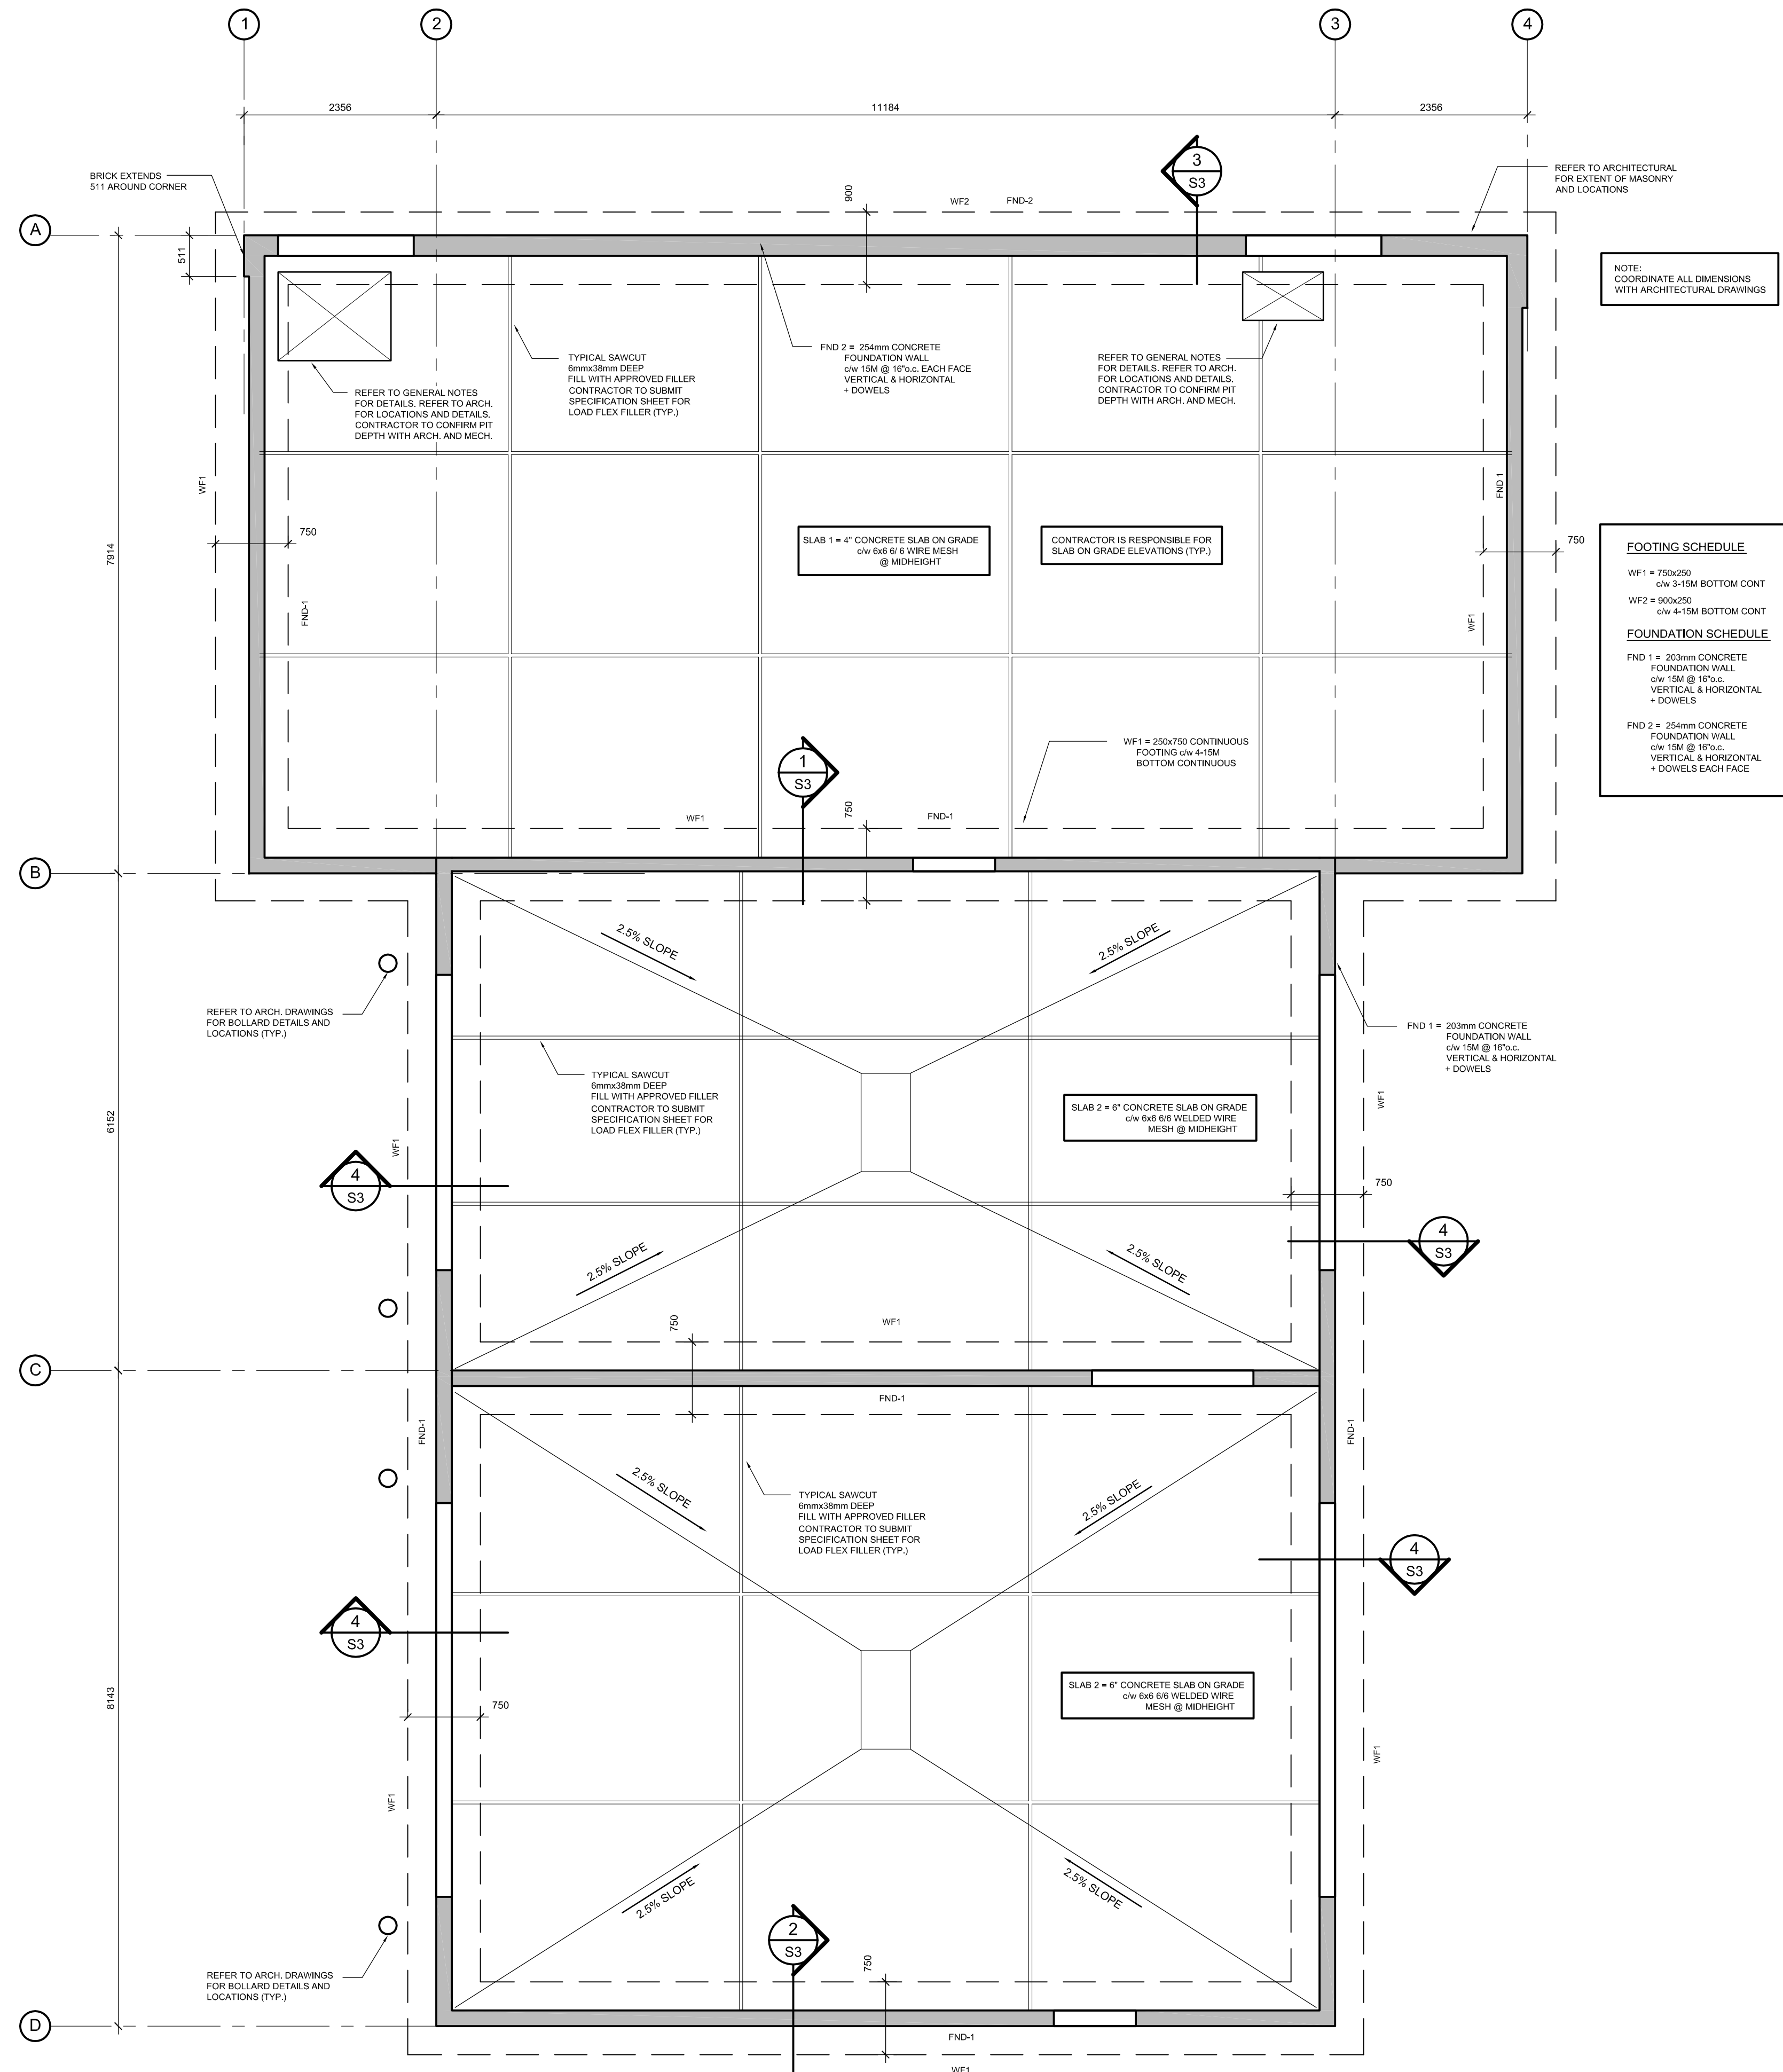 1
2
3
4
2356
11184
2356
BRICK EXTENDS
511 AROUND CORNER
3
S3
REFER TO ARCHITECTURAL
FOR EXTENT OF MASONRY
AND LOCATIONS
900
WF2
FND-2
A
511
NOTE:
COORDINATE ALL DIMENSIONS
WITH ARCHITECTURAL DRAWINGS
TYPICAL SAWCUT
6mmx38mm DEEP
FILL WITH APPROVED FILLER
CONTRACTOR TO SUBMIT
SPECIFICATION SHEET FOR
LOAD FLEX FILLER (TYP.)
FND 2 = 254mm CONCRETE
FOUNDATION WALL
c/w 15M @ 16"o.c. EACH FACE
VERTICAL & HORIZONTAL
+ DOWELS
REFER TO GENERAL NOTES
FOR DETAILS. REFER TO ARCH.
FOR LOCATIONS AND DETAILS.
CONTRACTOR TO CONFIRM PIT
DEPTH WITH ARCH. AND MECH.
REFER TO GENERAL NOTES
FOR DETAILS. REFER TO ARCH.
FOR LOCATIONS AND DETAILS.
CONTRACTOR TO CONFIRM PIT
DEPTH WITH ARCH. AND MECH.
WF1
FND 1
750
7914
SLAB 1 = 4" CONCRETE SLAB ON GRADE
c/w 6x6 6/ 6 WIRE MESH
@ MIDHEIGHT
CONTRACTOR IS RESPONSIBLE FOR
SLAB ON GRADE ELEVATIONS (TYP.)
750
FND-1
WF1
FOOTING SCHEDULE
WF1 = 750x250
c/w 3-15M BOTTOM CONT
WF2 = 900x250
c/w 4-15M BOTTOM CONT
FOUNDATION SCHEDULE
FND 1 = 203mm CONCRETE
FOUNDATION WALL
c/w 15M @ 16"o.c.
VERTICAL & HORIZONTAL
+ DOWELS
FND 2 = 254mm CONCRETE
FOUNDATION WALL
c/w 15M @ 16"o.c.
VERTICAL & HORIZONTAL
+ DOWELS EACH FACE
1
S3
WF1 = 250x750 CONTINUOUS
FOOTING c/w 4-15M
BOTTOM CONTINUOUS
WF1
750
FND-1
B
2.5% SLOPE
2.5% SLOPE
REFER TO ARCH. DRAWINGS
FOR BOLLARD DETAILS AND
LOCATIONS (TYP.)
FND 1 = 203mm CONCRETE
FOUNDATION WALL
c/w 15M @ 16"o.c.
VERTICAL & HORIZONTAL
+ DOWELS
TYPICAL SAWCUT
6mmx38mm DEEP
FILL WITH APPROVED FILLER
CONTRACTOR TO SUBMIT
SPECIFICATION SHEET FOR
LOAD FLEX FILLER (TYP.)
SLAB 2 = 6" CONCRETE SLAB ON GRADE
c/w 6x6 6/6 WELDED WIRE
MESH @ MIDHEIGHT
6152
WF1
WF1
4
S3
750
4
S3
2.5% SLOPE
2.5% SLOPE
750
WF1
C
FND-1
FND-1
FND-1
2.5% SLOPE
2.5% SLOPE
TYPICAL SAWCUT
6mmx38mm DEEP
FILL WITH APPROVED FILLER
CONTRACTOR TO SUBMIT
SPECIFICATION SHEET FOR
LOAD FLEX FILLER (TYP.)
4
S3
4
S3
8143
750
SLAB 2 = 6" CONCRETE SLAB ON GRADE
c/w 6x6 6/6 WELDED WIRE
MESH @ MIDHEIGHT
WF1
WF1
2.5% SLOPE
2.5% SLOPE
2
S3
750
REFER TO ARCH. DRAWINGS
FOR BOLLARD DETAILS AND
LOCATIONS (TYP.)
D
FND-1
WF1